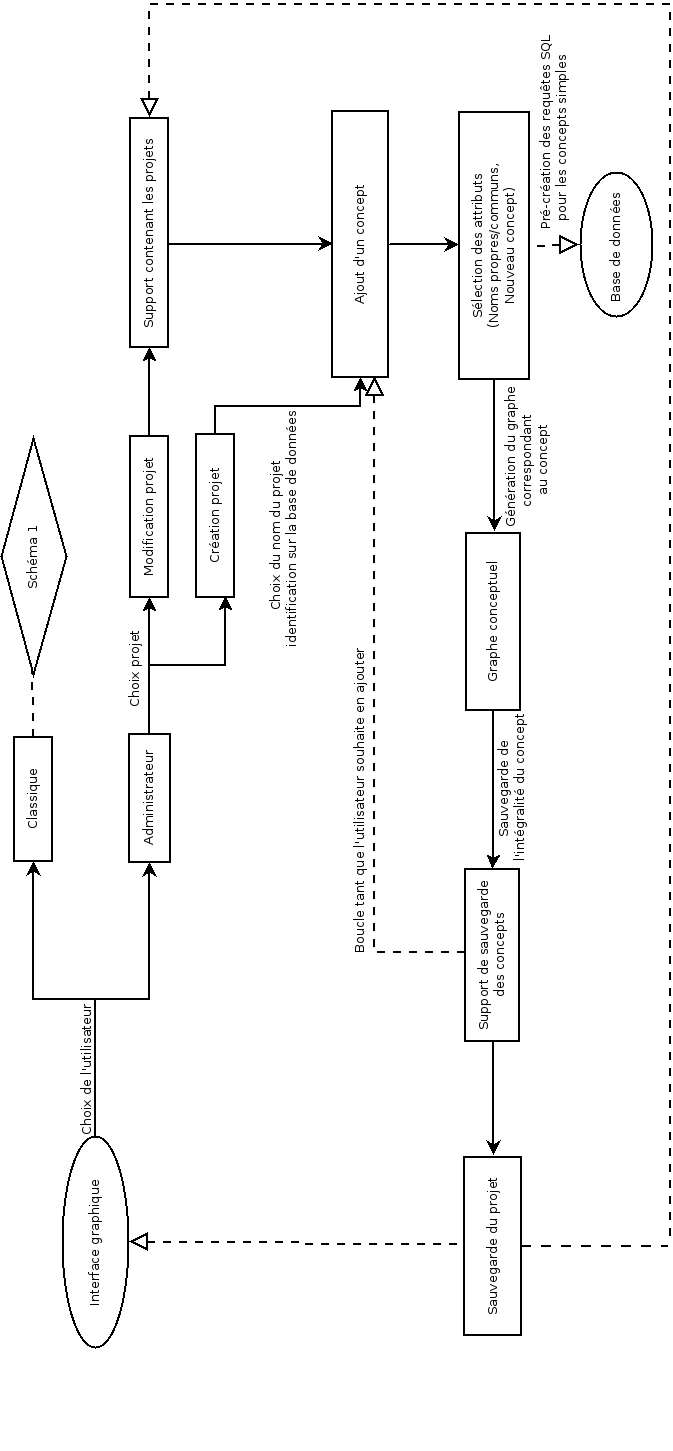 Interface graphique
Choix de l'utilisateur
Classique
Schéma 1
Administrateur
Choix projet
Modification projet
Support contenant les projets
Création projet
Choix du nom du projet
identification sur la base de données
Ajout d'un concept
Boucle tant que l'utilisateur souhaite en ajouter
Sélection des attributs
(Noms propres/communs,
Nouveau concept)
Pré-création des requêtes SQL
pour les concepts simples
Base de données
Génération du graphe
correspondant
au concept
Graphe conceptuel
Sauvegarde de
l'intégralité du concept
Support de sauvegarde
des concepts
Sauvegarde du projet